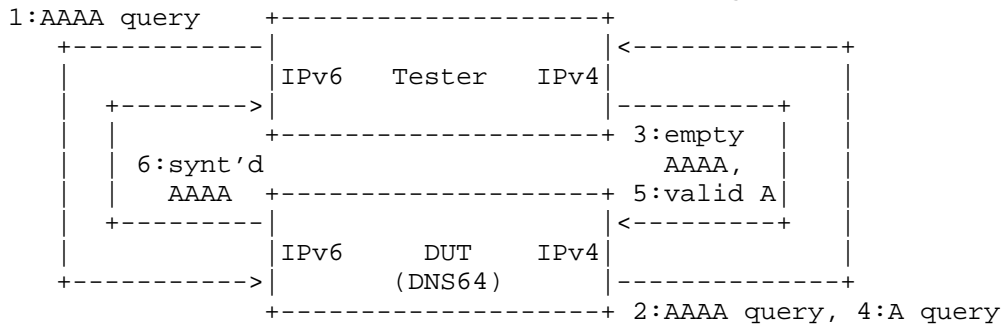 1:AAAA query
IPv6 Tester IPv4
3:empty
6:synt'd AAAA,
AAAA 5:valid A
IPv6 DUT IPv4
(DNS64)
2:AAAA query, 4:A query